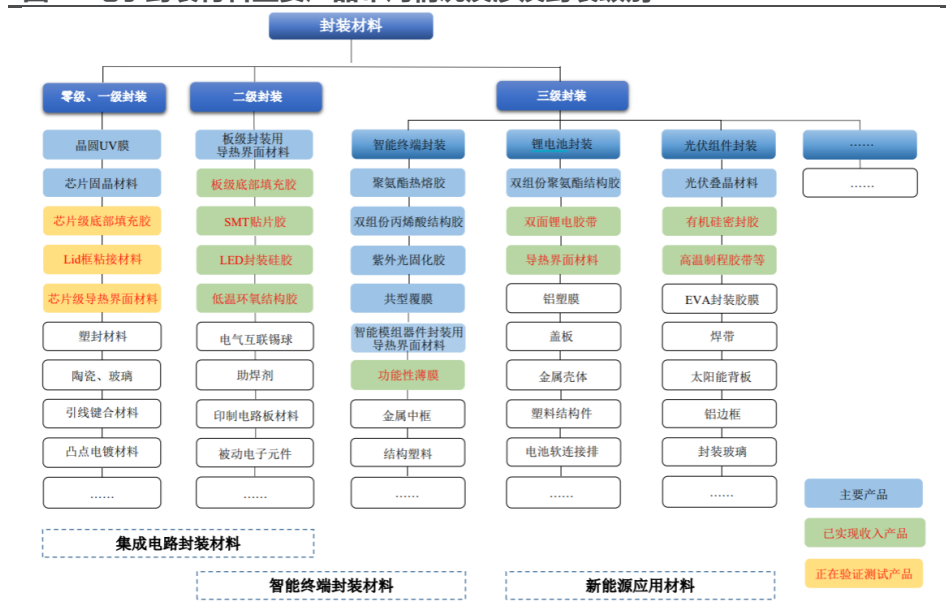 封装材料
零级、一级封装
二级封装
三级封装
晶圆UV膜
芯片固晶材料
芯片级底部填充胶
Lid框粘接材料
芯片级导热界面材料
塑封材料
陶瓷、玻璃
引线键合材料
凸点电镀材料
……
板级封装用
导热界面材料
板级底部填充胶
SMT贴片胶
LED封装硅胶
低温环氧结构胶
电气互联锡球
助焊剂
印制电路板材料
被动电子元件
……
智能终端封装
聚氨酯热熔胶
双组份丙烯酸结构胶
紫外光固化胶
共型覆膜
智能模组器件封装用
导热界面材料
功能性薄膜
金属中框
结构塑料
……
锂电池封装
双组份聚氨酯结构胶
双面锂电胶带
导热界面材料
铝塑膜
盖板
金属壳体
塑料结构件
电池软连接排
……
光伏组件封装
光伏叠晶材料
有机硅密封胶
高温制程胶带等
EVA封装胶膜
焊带
太阳能背板
铝边框
封装玻璃
……
……
……
主要产品
已实现收入产品
正在验证测试产品
集成电路封装材料
智能终端封装材料
新能源应用材料